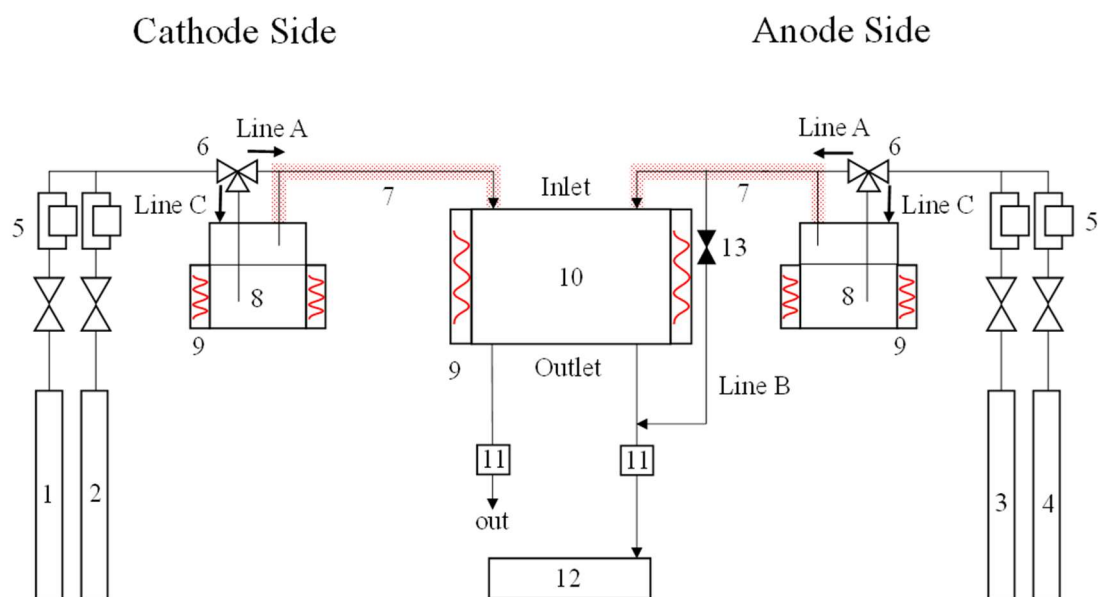 Cathode Side
Anode Side
6
Line A
Line A
6
5
Line C
7
Inlet
7
Line C
5
13
8
10
8
9
9
Outlet
9
Line B
11
11
1
2
3
4
out
12